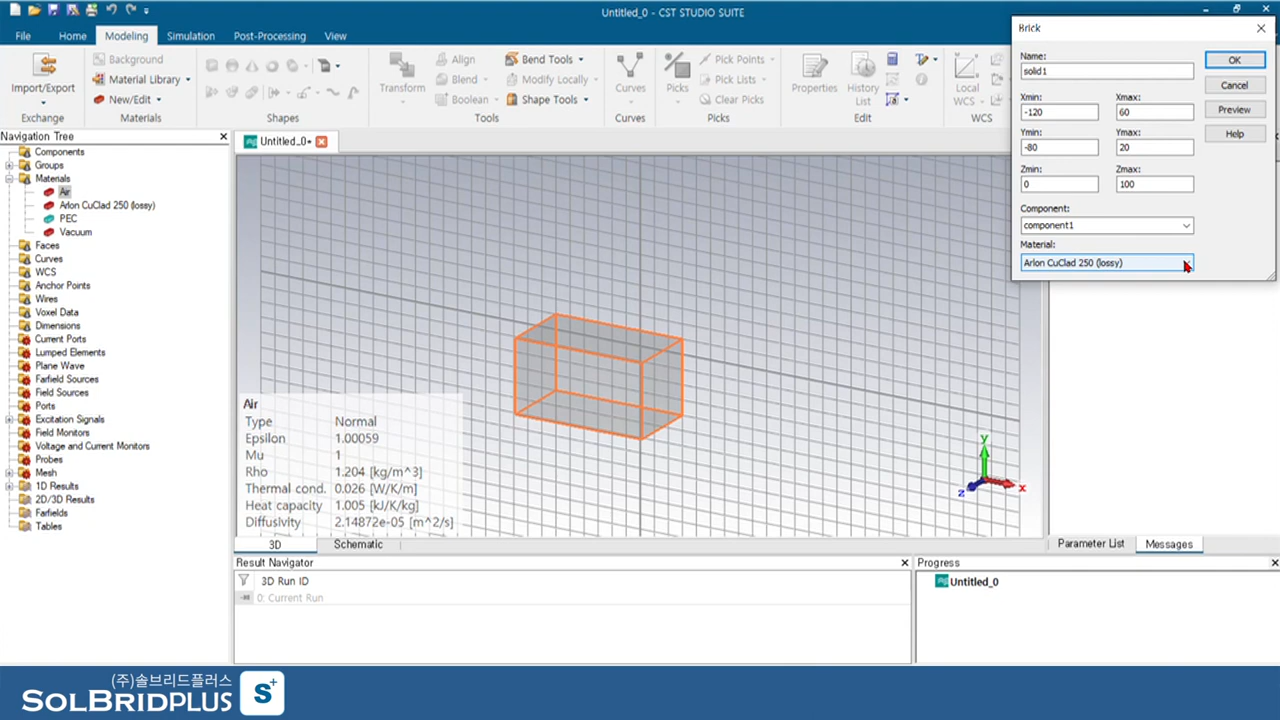 Untitled_0 - CST STUDIO SUITE
File Home Modeling Simulation Post-Processing View
Import/Export
Exchange
Background
Material Library
New/Edit
Materials
Shapes
Transform
Align
Blend
Boolean
Bend Tools
Modify Locally
Shape Tools
Tools
Curves
Curves
Picks
Pick Points
Pick Lists
Clear Picks
Picks
Properties
History
List
Edit
Local
WCS
WCS
Navigation Tree
Components
Groups
Materials
Air
Arlon CuClad 250 (lossy)
PEC
Vacuum
Faces
Curves
WCS
Anchor Points
Wires
Voxel Data
Dimensions
Current Ports
Lumped Elements
Plane Wave
Farfield Sources
Field Sources
Ports
Excitation Signals
Field Monitors
Voltage and Current Monitors
Probes
Mesh
1D Results
2D/3D Results
Farfields
Tables
Untitled_0*
Air
Type Normal
Epsilon 1.00059
Mu 1
Rho 1.204 [kg/m^3]
Thermal cond. 0.026 [W/K/m]
Heat capacity 1.005 [kJ/K/kg]
Diffusivity 2.14872e-05 [m^2/s]
y
x
z
3D Schematic
Brick
Name:
solid1
OK
Cancel
Preview
Help
Xmin: Xmax:
-120 60
Ymin: Ymax:
-80 20
Zmin: Zmax:
0 100
Component:
component1
Material:
Arlon CuClad 250 (lossy)
Parameter List Messages
Result Navigator
3D Run ID
0: Current Run
Progress
Untitled_0
(주)솔브리드플러스
SOLBRIDPLUS
S+